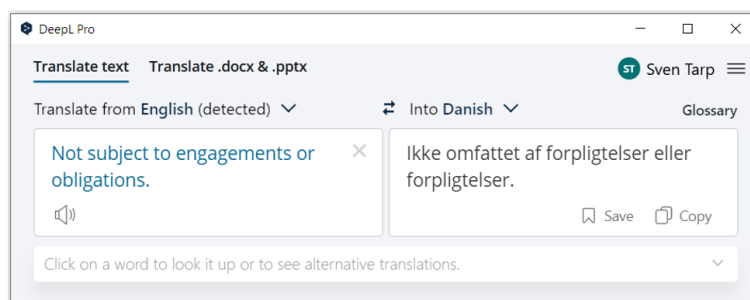 DeepL Pro
Translate text Translate .docx & .pptx
ST Sven Tarp
Translate from English (detected) Into Danish Glossary
Not subject to engagements or
obligations.
Ikke omfattet af forpligtelser eller
forpligtelser.
Save Copy
Click on a word to look it up or to see alternative translations.